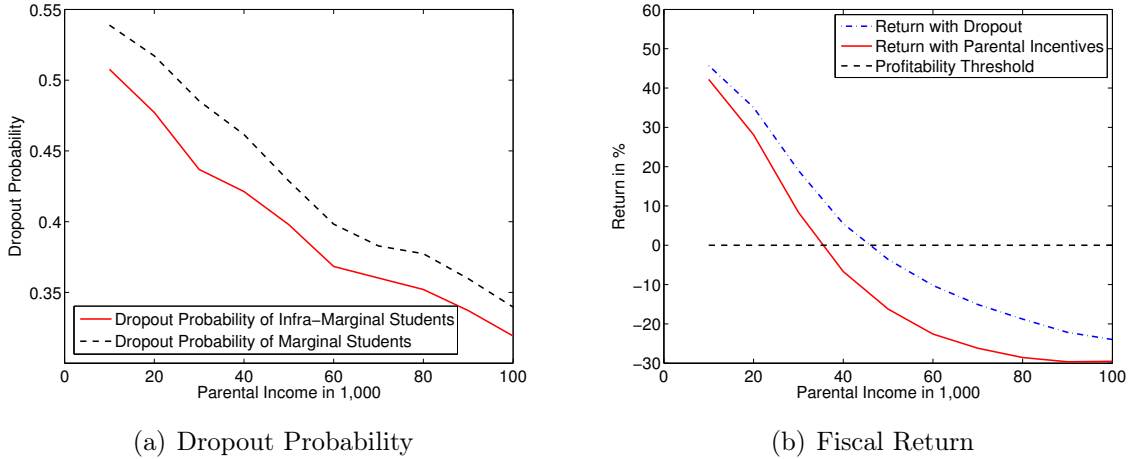 0.55
0.5
0.45
0.4
0.35
0 20 40 60 80 100
Dropout Probability
Parental Income in 1,000
Dropout Probability of Infra−Marginal Students
Dropout Probability of Marginal Students
(a) Dropout Probability
60
50
40
30
20
10
0
−10
−20
−30
0 20 40 60 80 100
Return in %
Parental Income in 1,000
Return with Dropout
Return with Parental Incentives
Profitability Threshold
(b) Fiscal Return